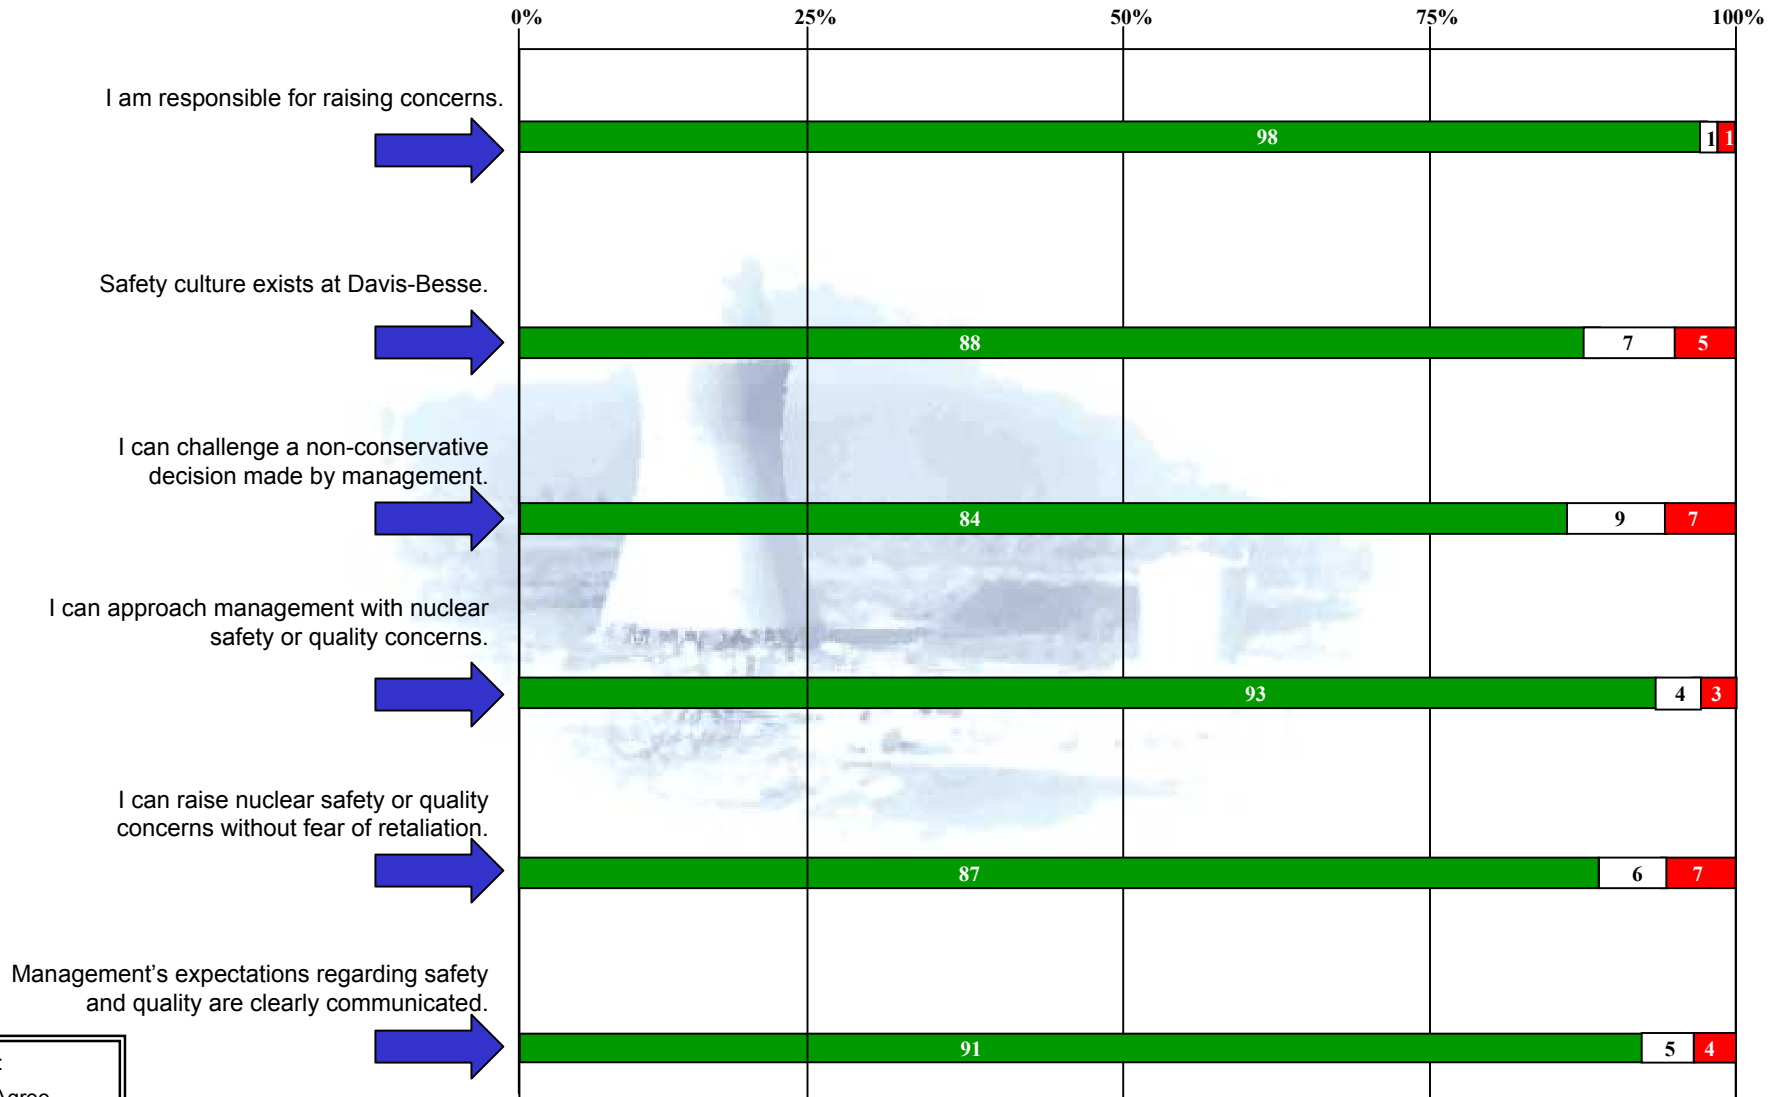 0% 25% 50% 75% 100%
I am responsible for raising concerns.
98 1 1
Safety culture exists at Davis-Besse.
88 7 5
I can challenge a non-conservative
decision made by management.
84 9 7
I can approach management with nuclear
safety or quality concerns.
93 4 3
I can raise nuclear safety or quality
concerns without fear of retaliation.
87 6 7
Management’s expectations regarding safety
and quality are clearly communicated.
91 5 4
:
Agree